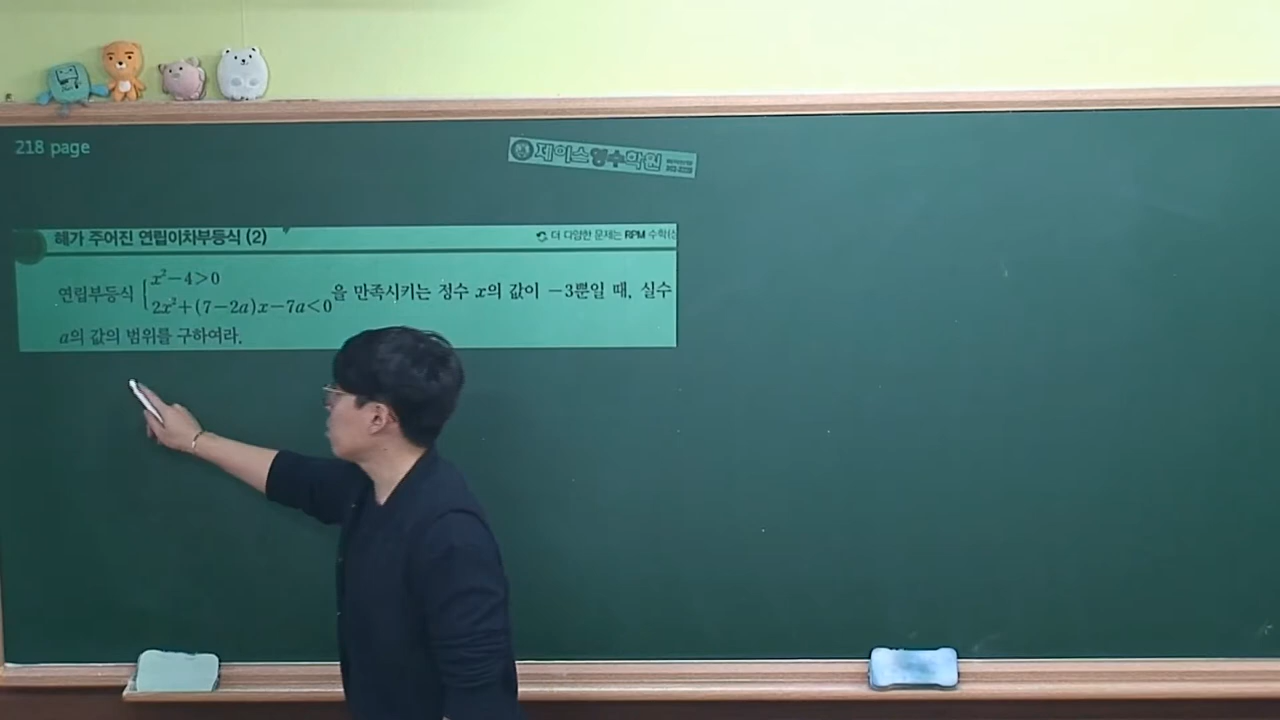 218 page
제이스영수학원
해가 주어진 연립이차부등식 (2)
더 다양한 문제는 RPM 수학(상
연립부등식 { x²-4>0
2x²+(7-2a)x-7a<0 을 만족시키는 정수 x의 값이 -3뿐일 때, 실수
a의 값의 범위를 구하여라.